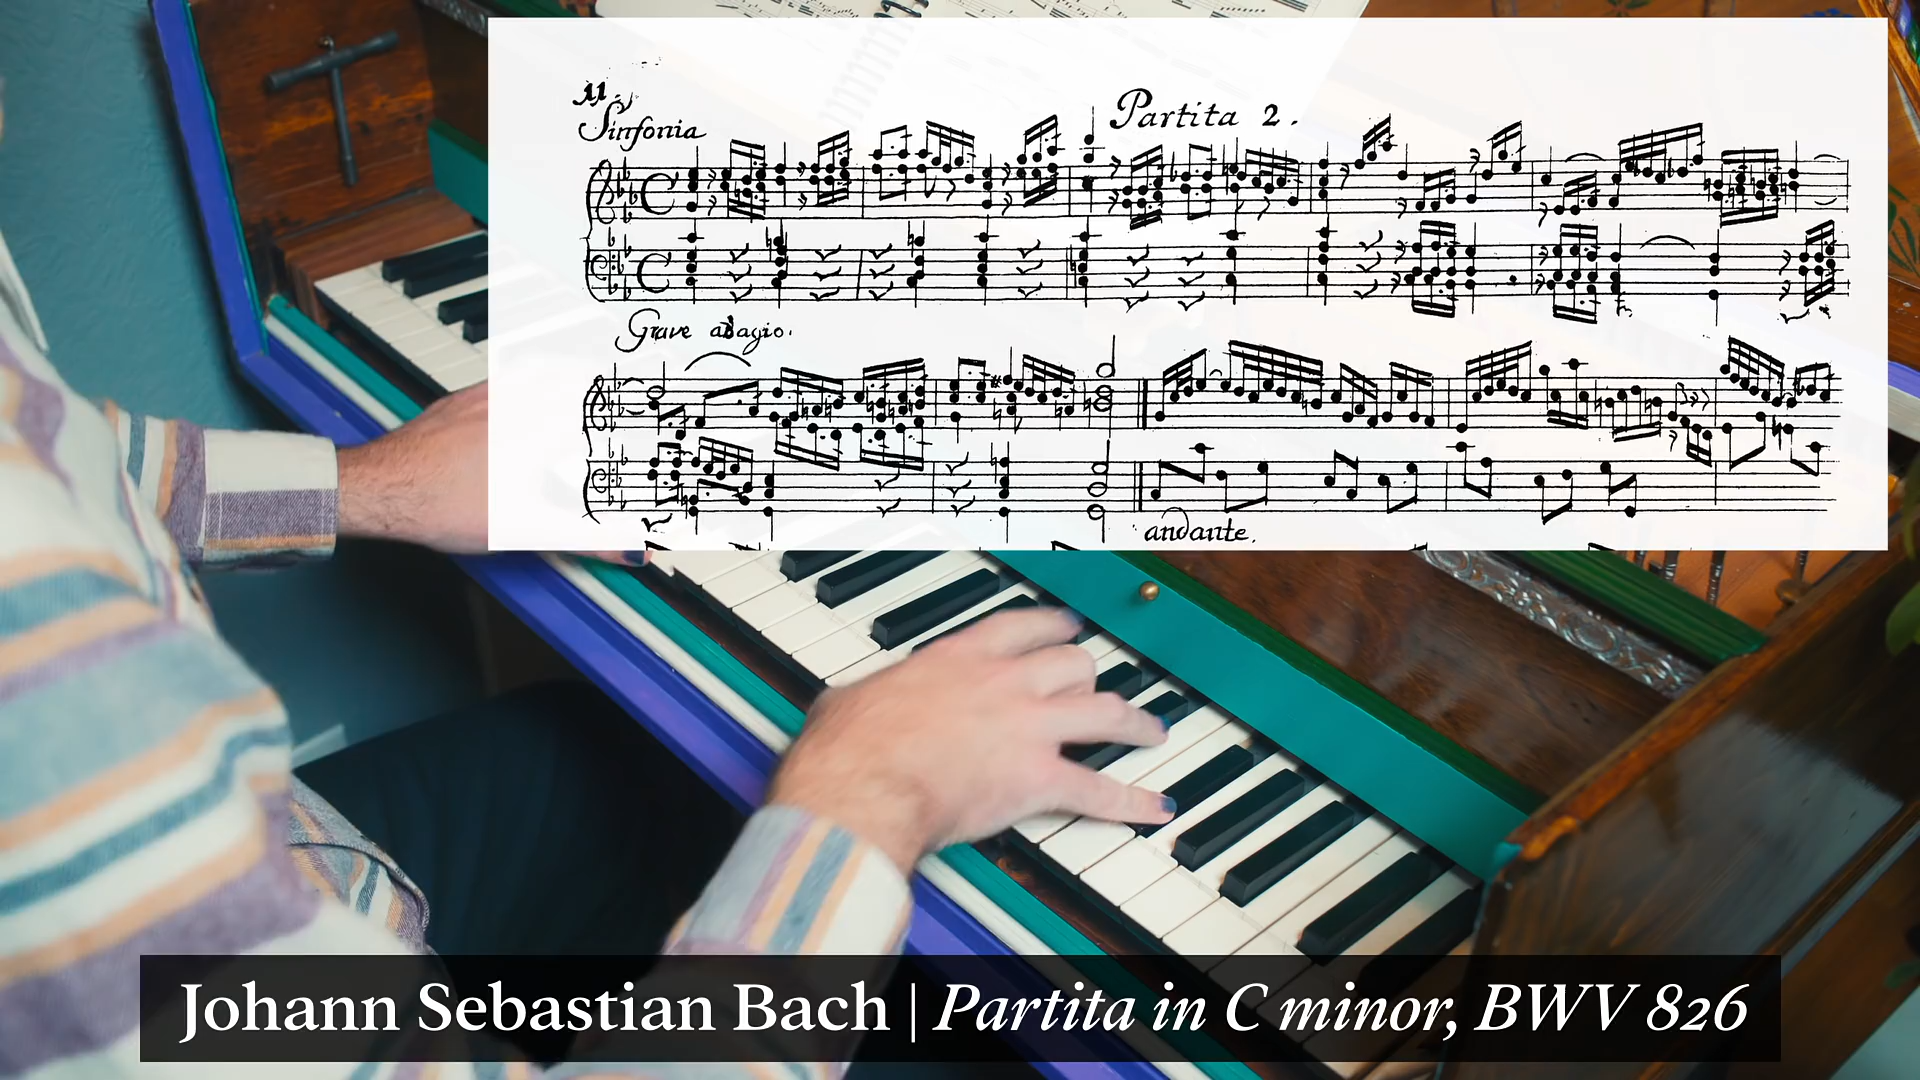 11.
Partita 2.
Sinfonia
Grave adagio.
andante.
Johann Sebastian Bach | Partita in C minor, BWV 826